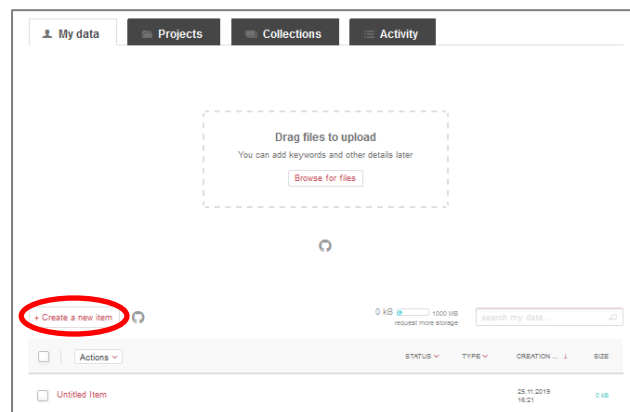 My data Projects Collections Activity
Drag files to upload
You can add keywords and other details later
Browse for files
+ Create a new item
0 kB 1000 MB
request more storage
search my data...
Actions STATUS TYPE CREATION ... ↓ SIZE
Untitled Item 25.11.2019
16:21 0 kB